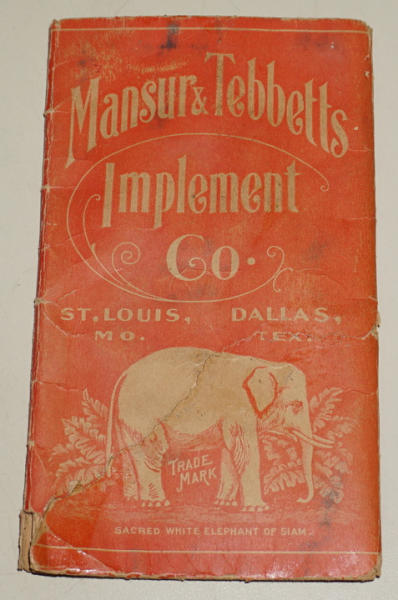 Mansur & Tebbetts
Implement
Co.
ST. LOUIS, DALLAS,
MO. TEX.
TRADE
MARK
SACRED WHITE ELEPHANT OF SIAM